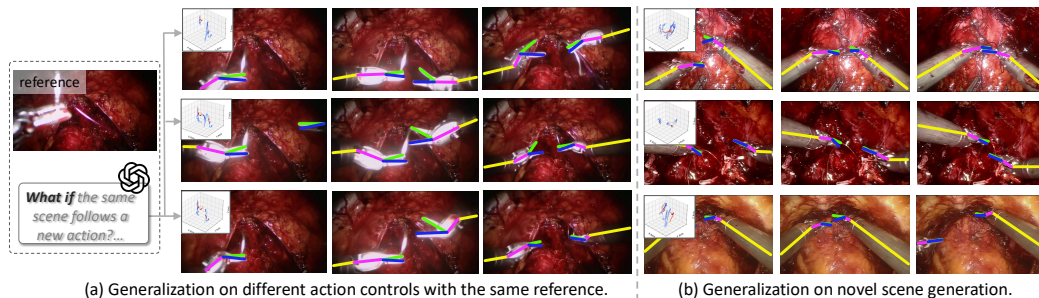 reference
What if the same
scene follows a
new action?...
(a) Generalization on different action controls with the same reference.
(b) Generalization on novel scene generation.